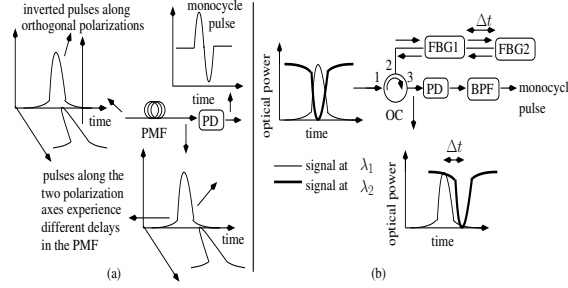 inverted pulses along
orthogonal polarizations
monocycle
pulse
time
time
PMF
PD
pulses along the
two polarization
axes experience
different delays
in the PMF
time
(a)
optical power
time
1
2
3
OC
FBG1
Δt
FBG2
PD
BPF
monocycle
pulse
signal at λ₁
signal at λ₂
optical power
Δt
time
(b)